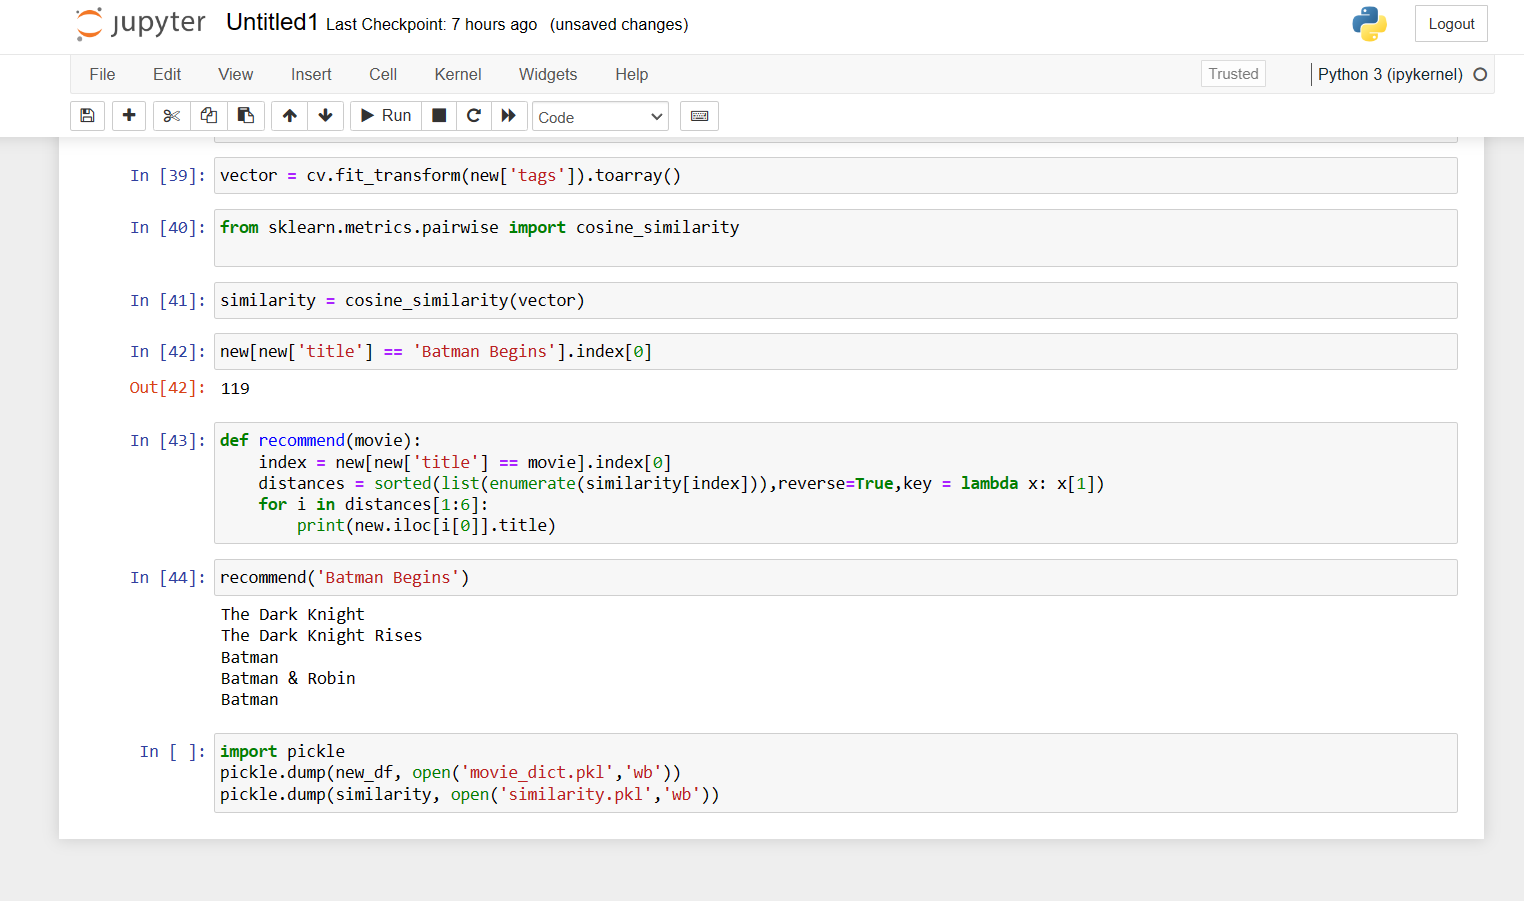 jupyter Untitled1 Last Checkpoint: 7 hours ago (unsaved changes) Logout
File Edit View Insert Cell Kernel Widgets Help Trusted Python 3 (ipykernel)
Run Code
In [39]: vector = cv.fit_transform(new['tags']).toarray()
In [40]: from sklearn.metrics.pairwise import cosine_similarity
In [41]: similarity = cosine_similarity(vector)
In [42]: new[new['title'] == 'Batman Begins'].index[0]
Out[42]: 119
In [43]: def recommend(movie):
    index = new[new['title'] == movie].index[0]
    distances = sorted(list(enumerate(similarity[index])),reverse=True,key = lambda x: x[1])
    for i in distances[1:6]:
        print(new.iloc[i[0]].title)
In [44]: recommend('Batman Begins')
The Dark Knight
The Dark Knight Rises
Batman
Batman & Robin
Batman
In [ ]: import pickle
pickle.dump(new_df, open('movie_dict.pkl','wb'))
pickle.dump(similarity, open('similarity.pkl','wb'))